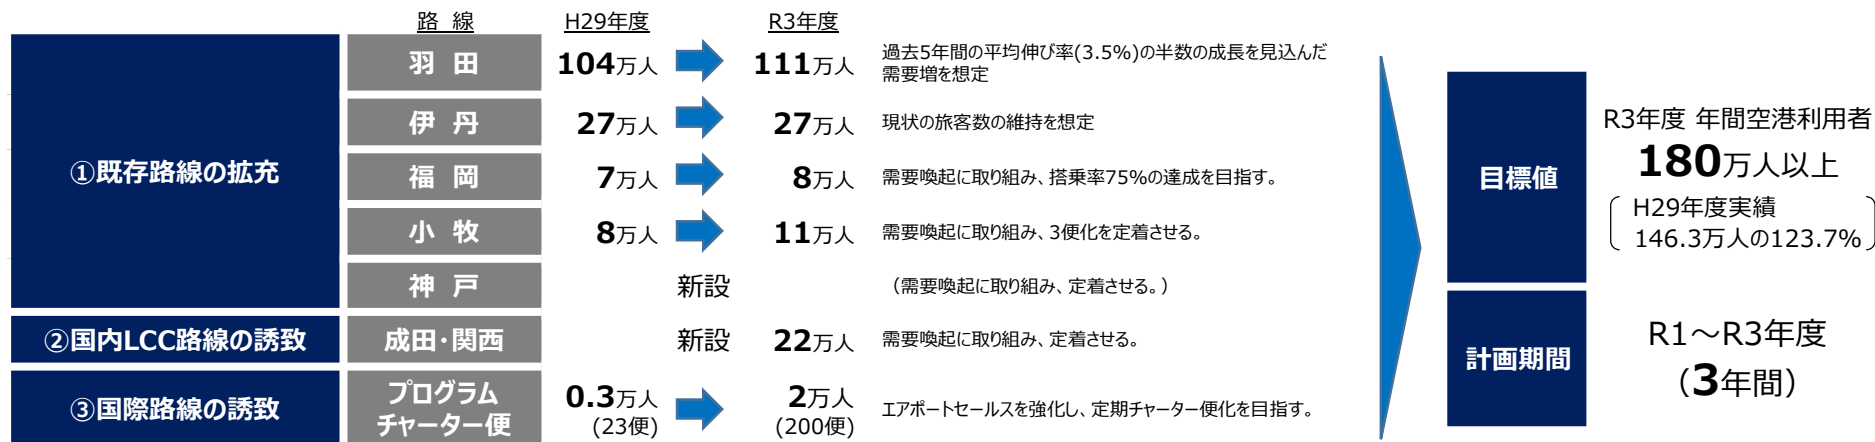 路 線 H29年度 R3年度
①既存路線の拡充
羽 田 104万人 111万人 過去5年間の平均伸び率(3.5%)の半数の成長を見込んだ
需要増を想定
伊 丹 27万人 27万人 現状の旅客数の維持を想定
福 岡 7万人 8万人 需要喚起に取り組み、搭乗率75%の達成を目指す。
小 牧 8万人 11万人 需要喚起に取り組み、3便化を定着させる。
神 戸 新設 （需要喚起に取り組み、定着させる。）
②国内LCC路線の誘致 成田・関西 新設 22万人 需要喚起に取り組み、定着させる。
③国際路線の誘致
プログラム
チャーター便
0.3万人 2万人 エアポートセールスを強化し、定期チャーター便化を目指す。
(23便) (200便)
目標値
R3年度 年間空港利用者
180万人以上
H29年度実績
146.3万人の123.7%
計画期間
R1～R3年度
（3年間）